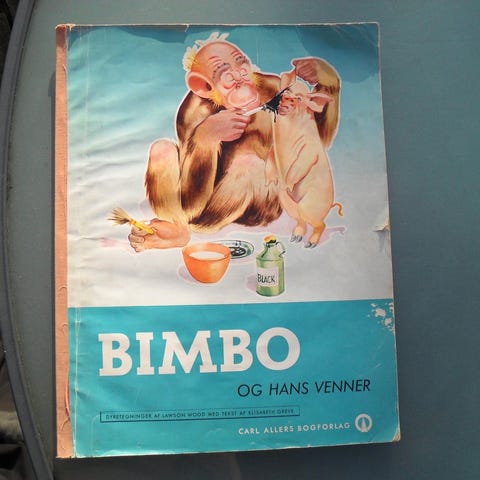 BLACK
BIMBO
OG HANS VENNER
DYRETEGNINGER AF LAWSON WOOD MED TEKST AF ELISABETH GREVE
CARL ALLERS BOGFORLAG